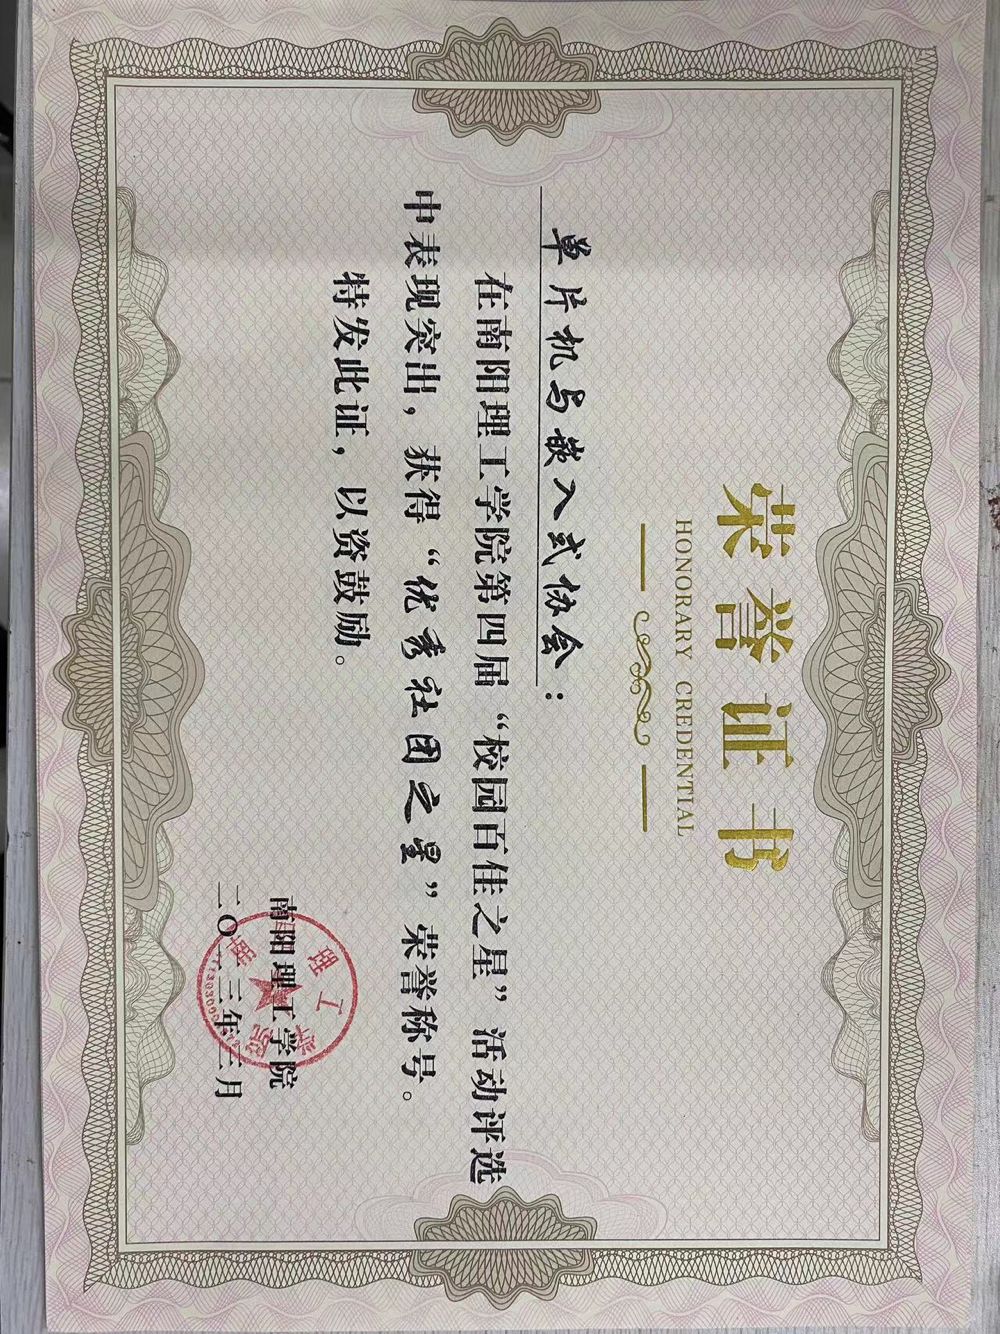 荣誉证书
HONORARY CREDENTIAL
单片机与嵌入式协会：
在南阳理工学院第四届“校园百佳之星”活动评选
中表现突出，获得“优秀社团之星”荣誉称号。
特发此证，以资鼓励。
南阳理工学院
二〇二三年三月